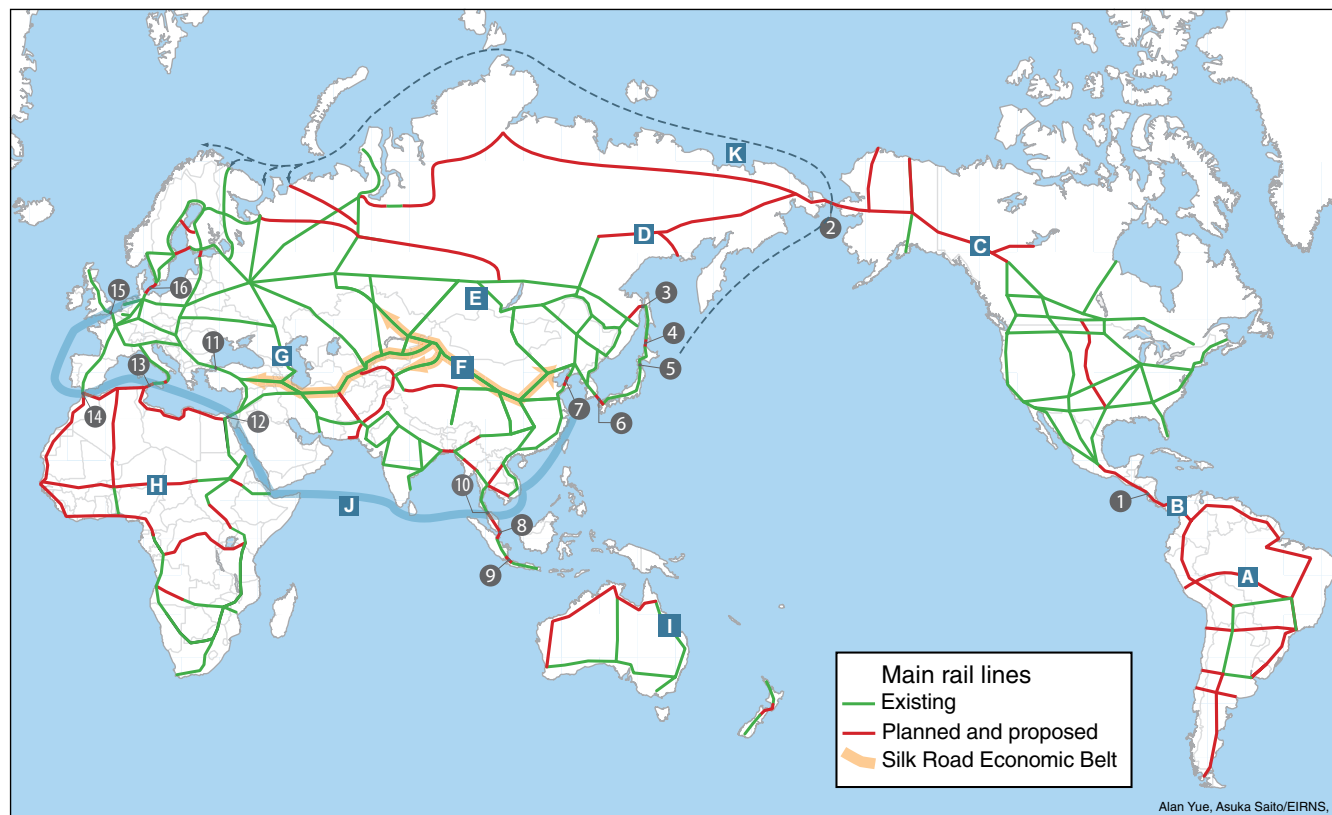 K
2
D
C
15
16
E
3
4
5
11
G
F
13
7
14
12
6
H
10
J
8
1
B
9
A
I
Main rail lines
Existing
Planned and proposed
Silk Road Economic Belt
Alan Yue, Asuka Saito/EIRNS,